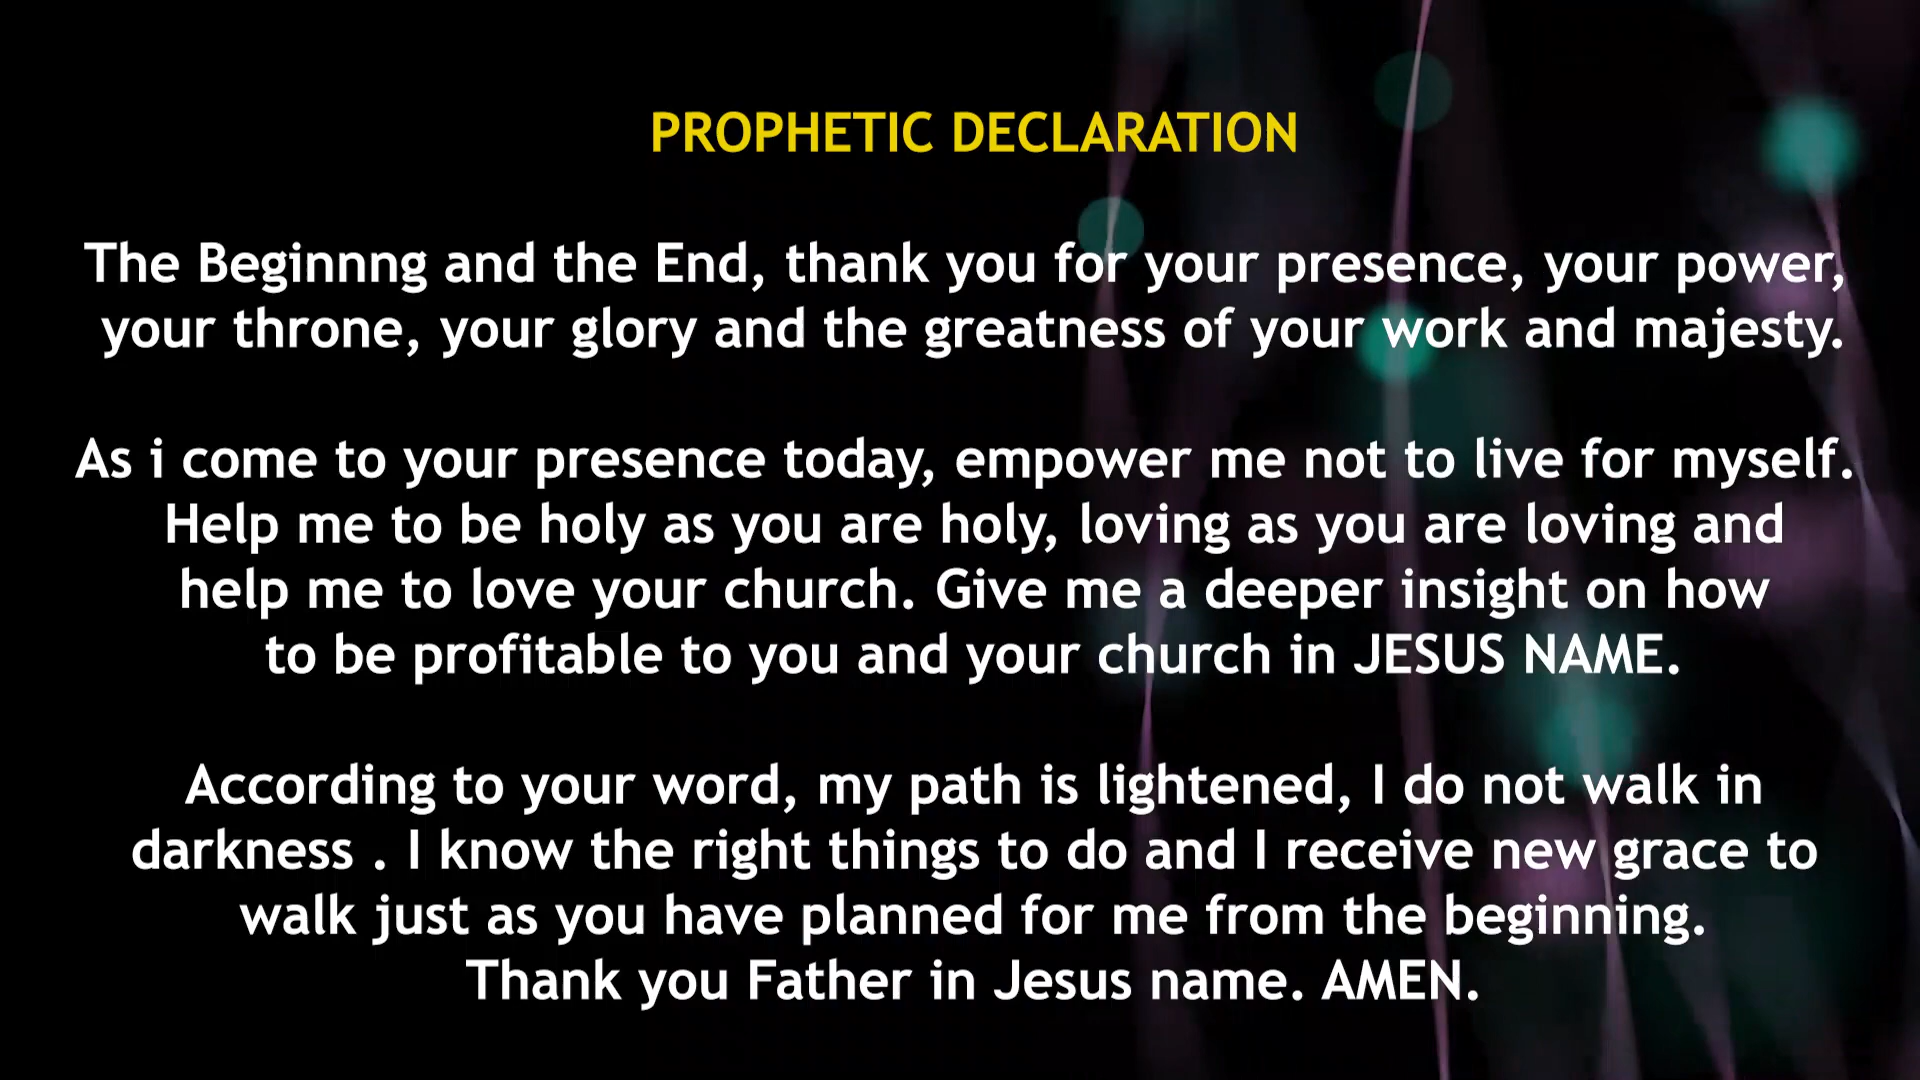 PROPHETIC DECLARATION
The Beginnng and the End, thank you for your presence, your power,
your throne, your glory and the greatness of your work and majesty.
As i come to your presence today, empower me not to live for myself.
Help me to be holy as you are holy, loving as you are loving and
help me to love your church. Give me a deeper insight on how
to be profitable to you and your church in JESUS NAME.
According to your word, my path is lightened, I do not walk in
darkness . I know the right things to do and I receive new grace to
walk just as you have planned for me from the beginning.
Thank you Father in Jesus name. AMEN.